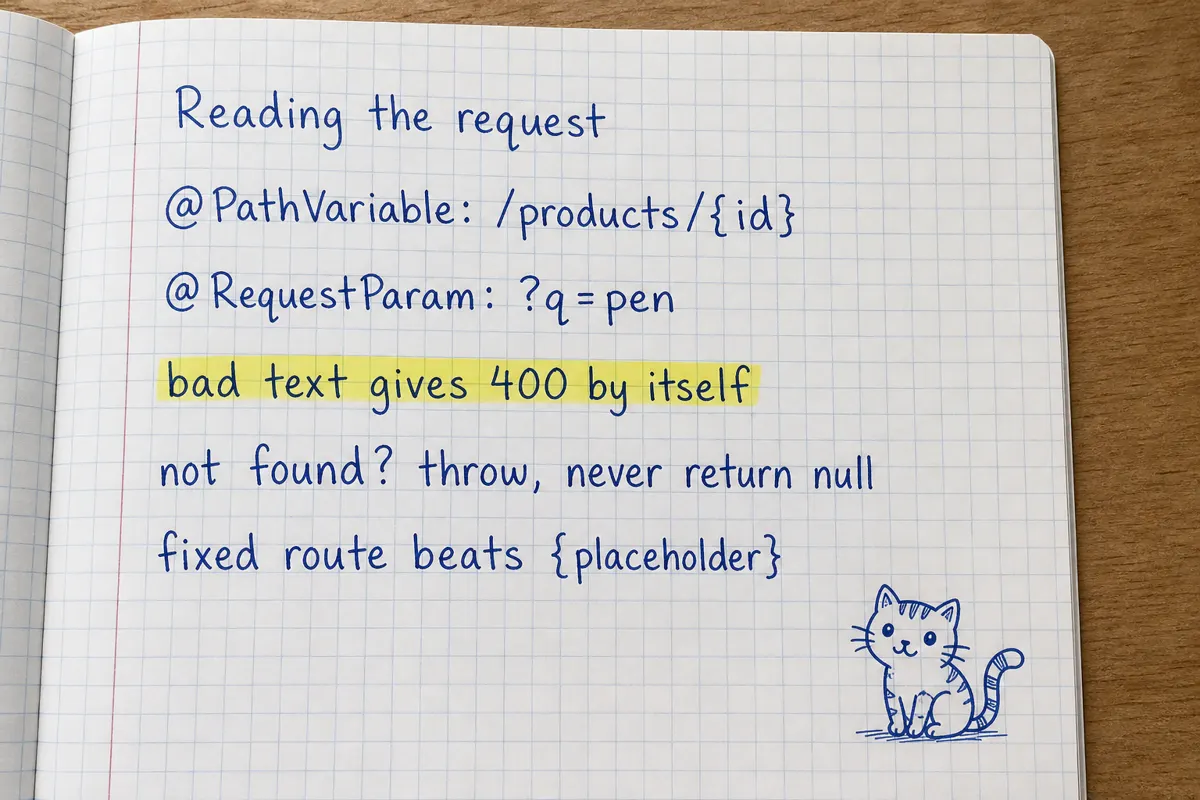 Reading the request
@PathVariable: /products/{id}
@RequestParam: ?q=pen
bad text gives 400 by itself
not found? throw, never return null
fixed route beats {placeholder}